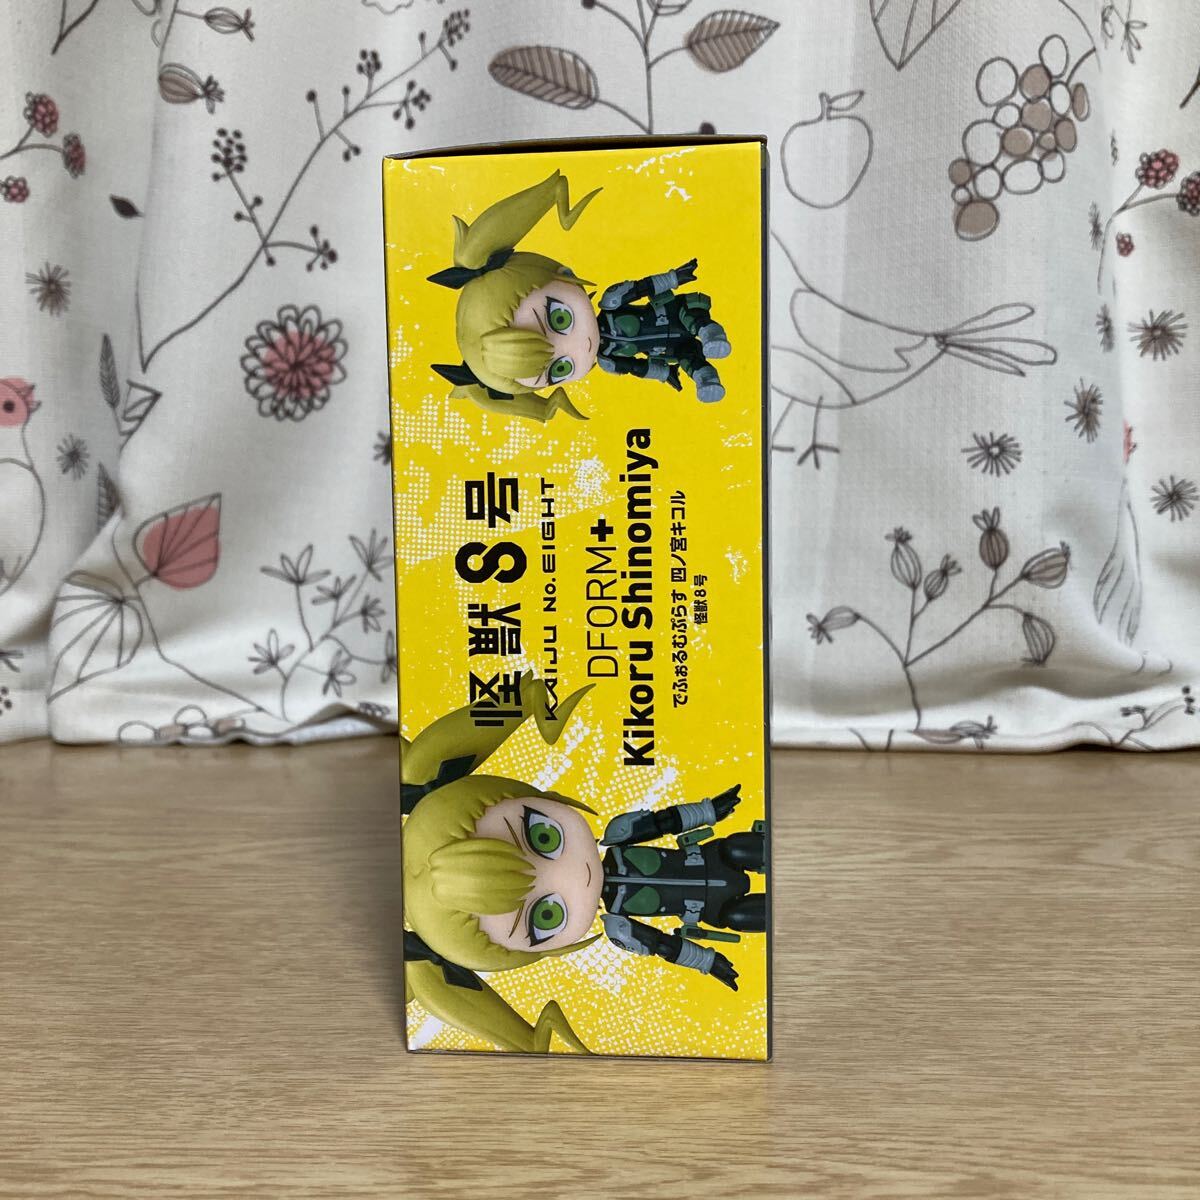 怪獣8号
KAIJU No.EIGHT
DFORM+
Kikoru Shinomiya
でふぉるむぷらす 四ノ宮キコル
怪獣8号